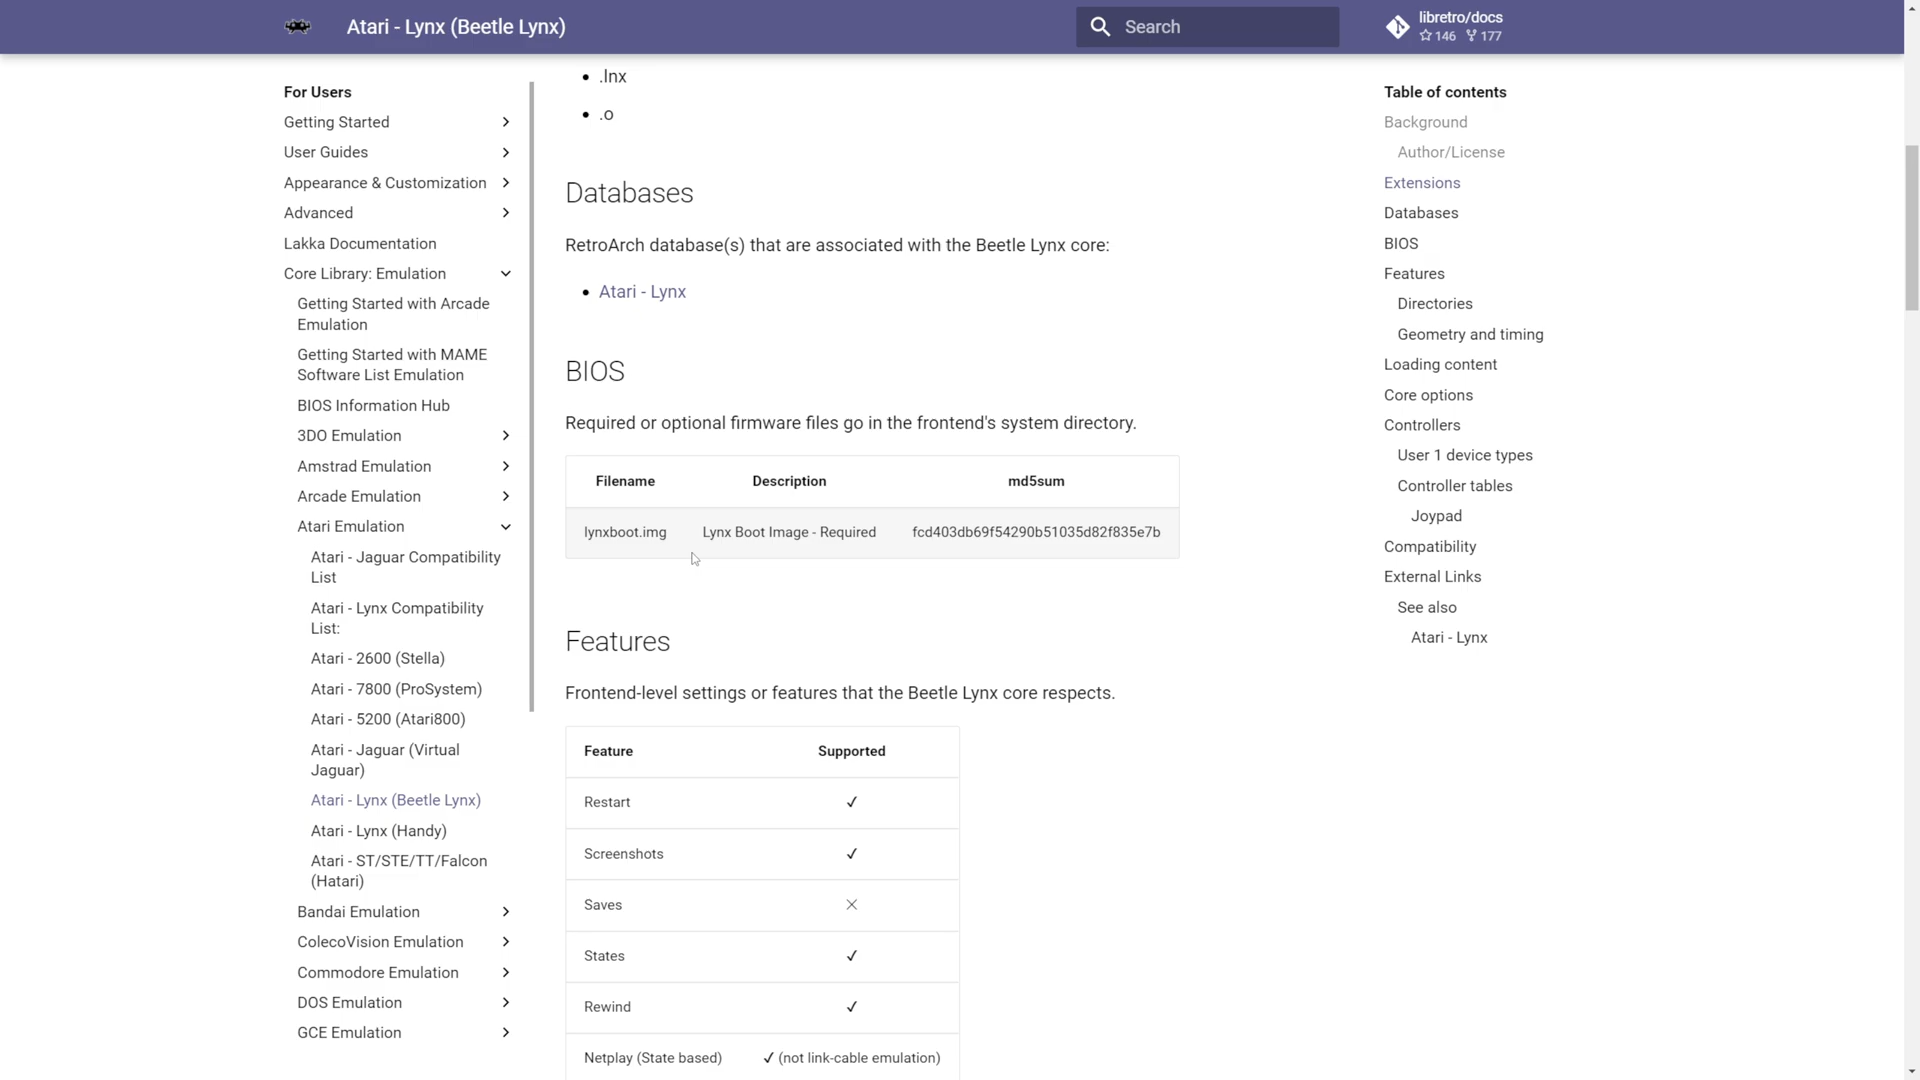 Atari - Lynx (Beetle Lynx)
Search
libretro/docs
146 177
For Users
Getting Started
User Guides
Appearance & Customization
Advanced
Lakka Documentation
Core Library: Emulation
Getting Started with Arcade
Emulation
Getting Started with MAME
Software List Emulation
BIOS Information Hub
3DO Emulation
Amstrad Emulation
Arcade Emulation
Atari Emulation
Atari - Jaguar Compatibility
List
Atari - Lynx Compatibility
List:
Atari - 2600 (Stella)
Atari - 7800 (ProSystem)
Atari - 5200 (Atari800)
Atari - Jaguar (Virtual
Jaguar)
Atari - Lynx (Beetle Lynx)
Atari - Lynx (Handy)
Atari - ST/STE/TT/Falcon
(Hatari)
Bandai Emulation
ColecoVision Emulation
Commodore Emulation
DOS Emulation
GCE Emulation
• .lnx
• .o
Databases
RetroArch database(s) that are associated with the Beetle Lynx core:
• Atari - Lynx
BIOS
Required or optional firmware files go in the frontend's system directory.
Filename Description md5sum
lynxboot.img Lynx Boot Image - Required fcd403db69f54290b51035d82f835e7b
Features
Frontend-level settings or features that the Beetle Lynx core respects.
Feature Supported
Restart ✓
Screenshots ✓
Saves ✕
States ✓
Rewind ✓
Netplay (State based) ✓ (not link-cable emulation)
Table of contents
Background
Author/License
Extensions
Databases
BIOS
Features
Directories
Geometry and timing
Loading content
Core options
Controllers
User 1 device types
Controller tables
Joypad
Compatibility
External Links
See also
Atari - Lynx